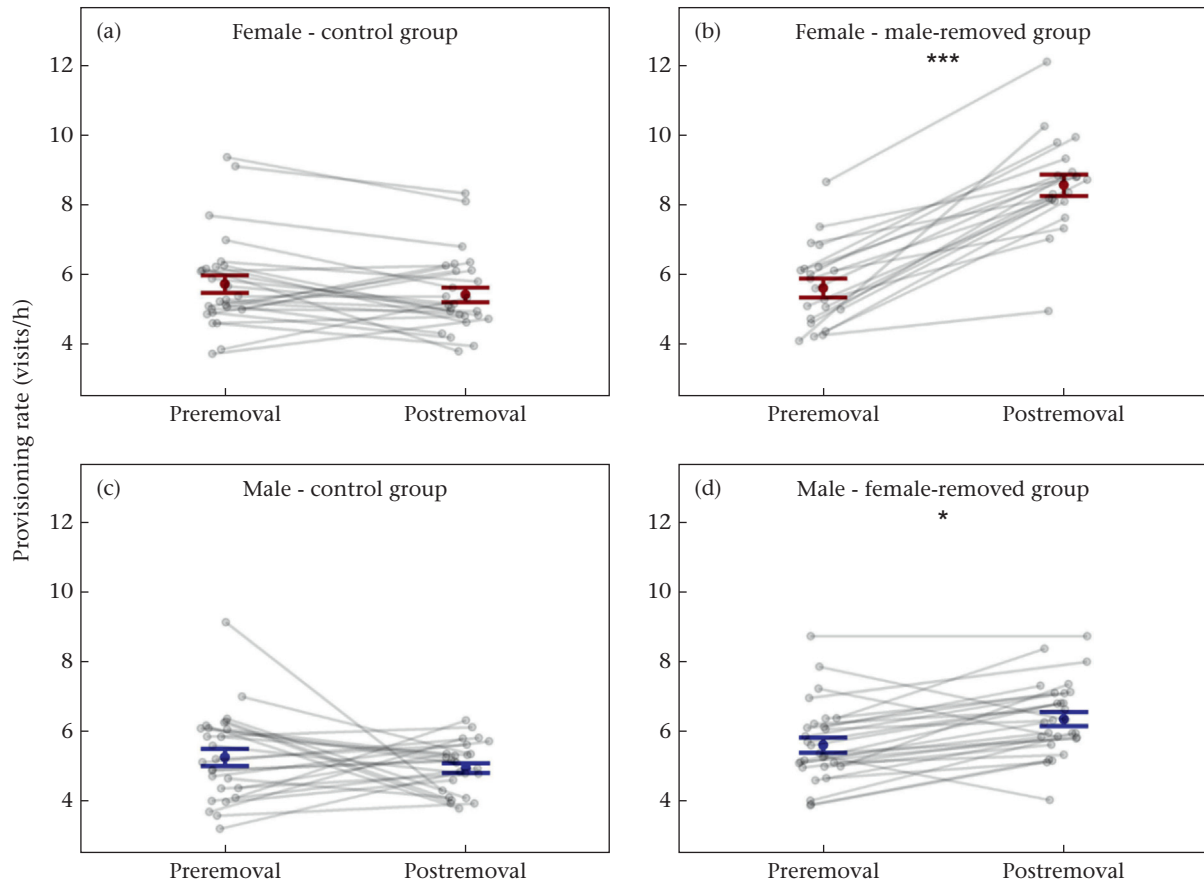 (a) Female - control group
12
10
8
6
4
Preremoval Postremoval
(b) Female - male-removed group
***
12
10
8
6
4
Preremoval Postremoval
Provisioning rate (visits/h)
(c) Male - control group
12
10
8
6
4
Preremoval Postremoval
(d) Male - female-removed group
*
12
10
8
6
4
Preremoval Postremoval